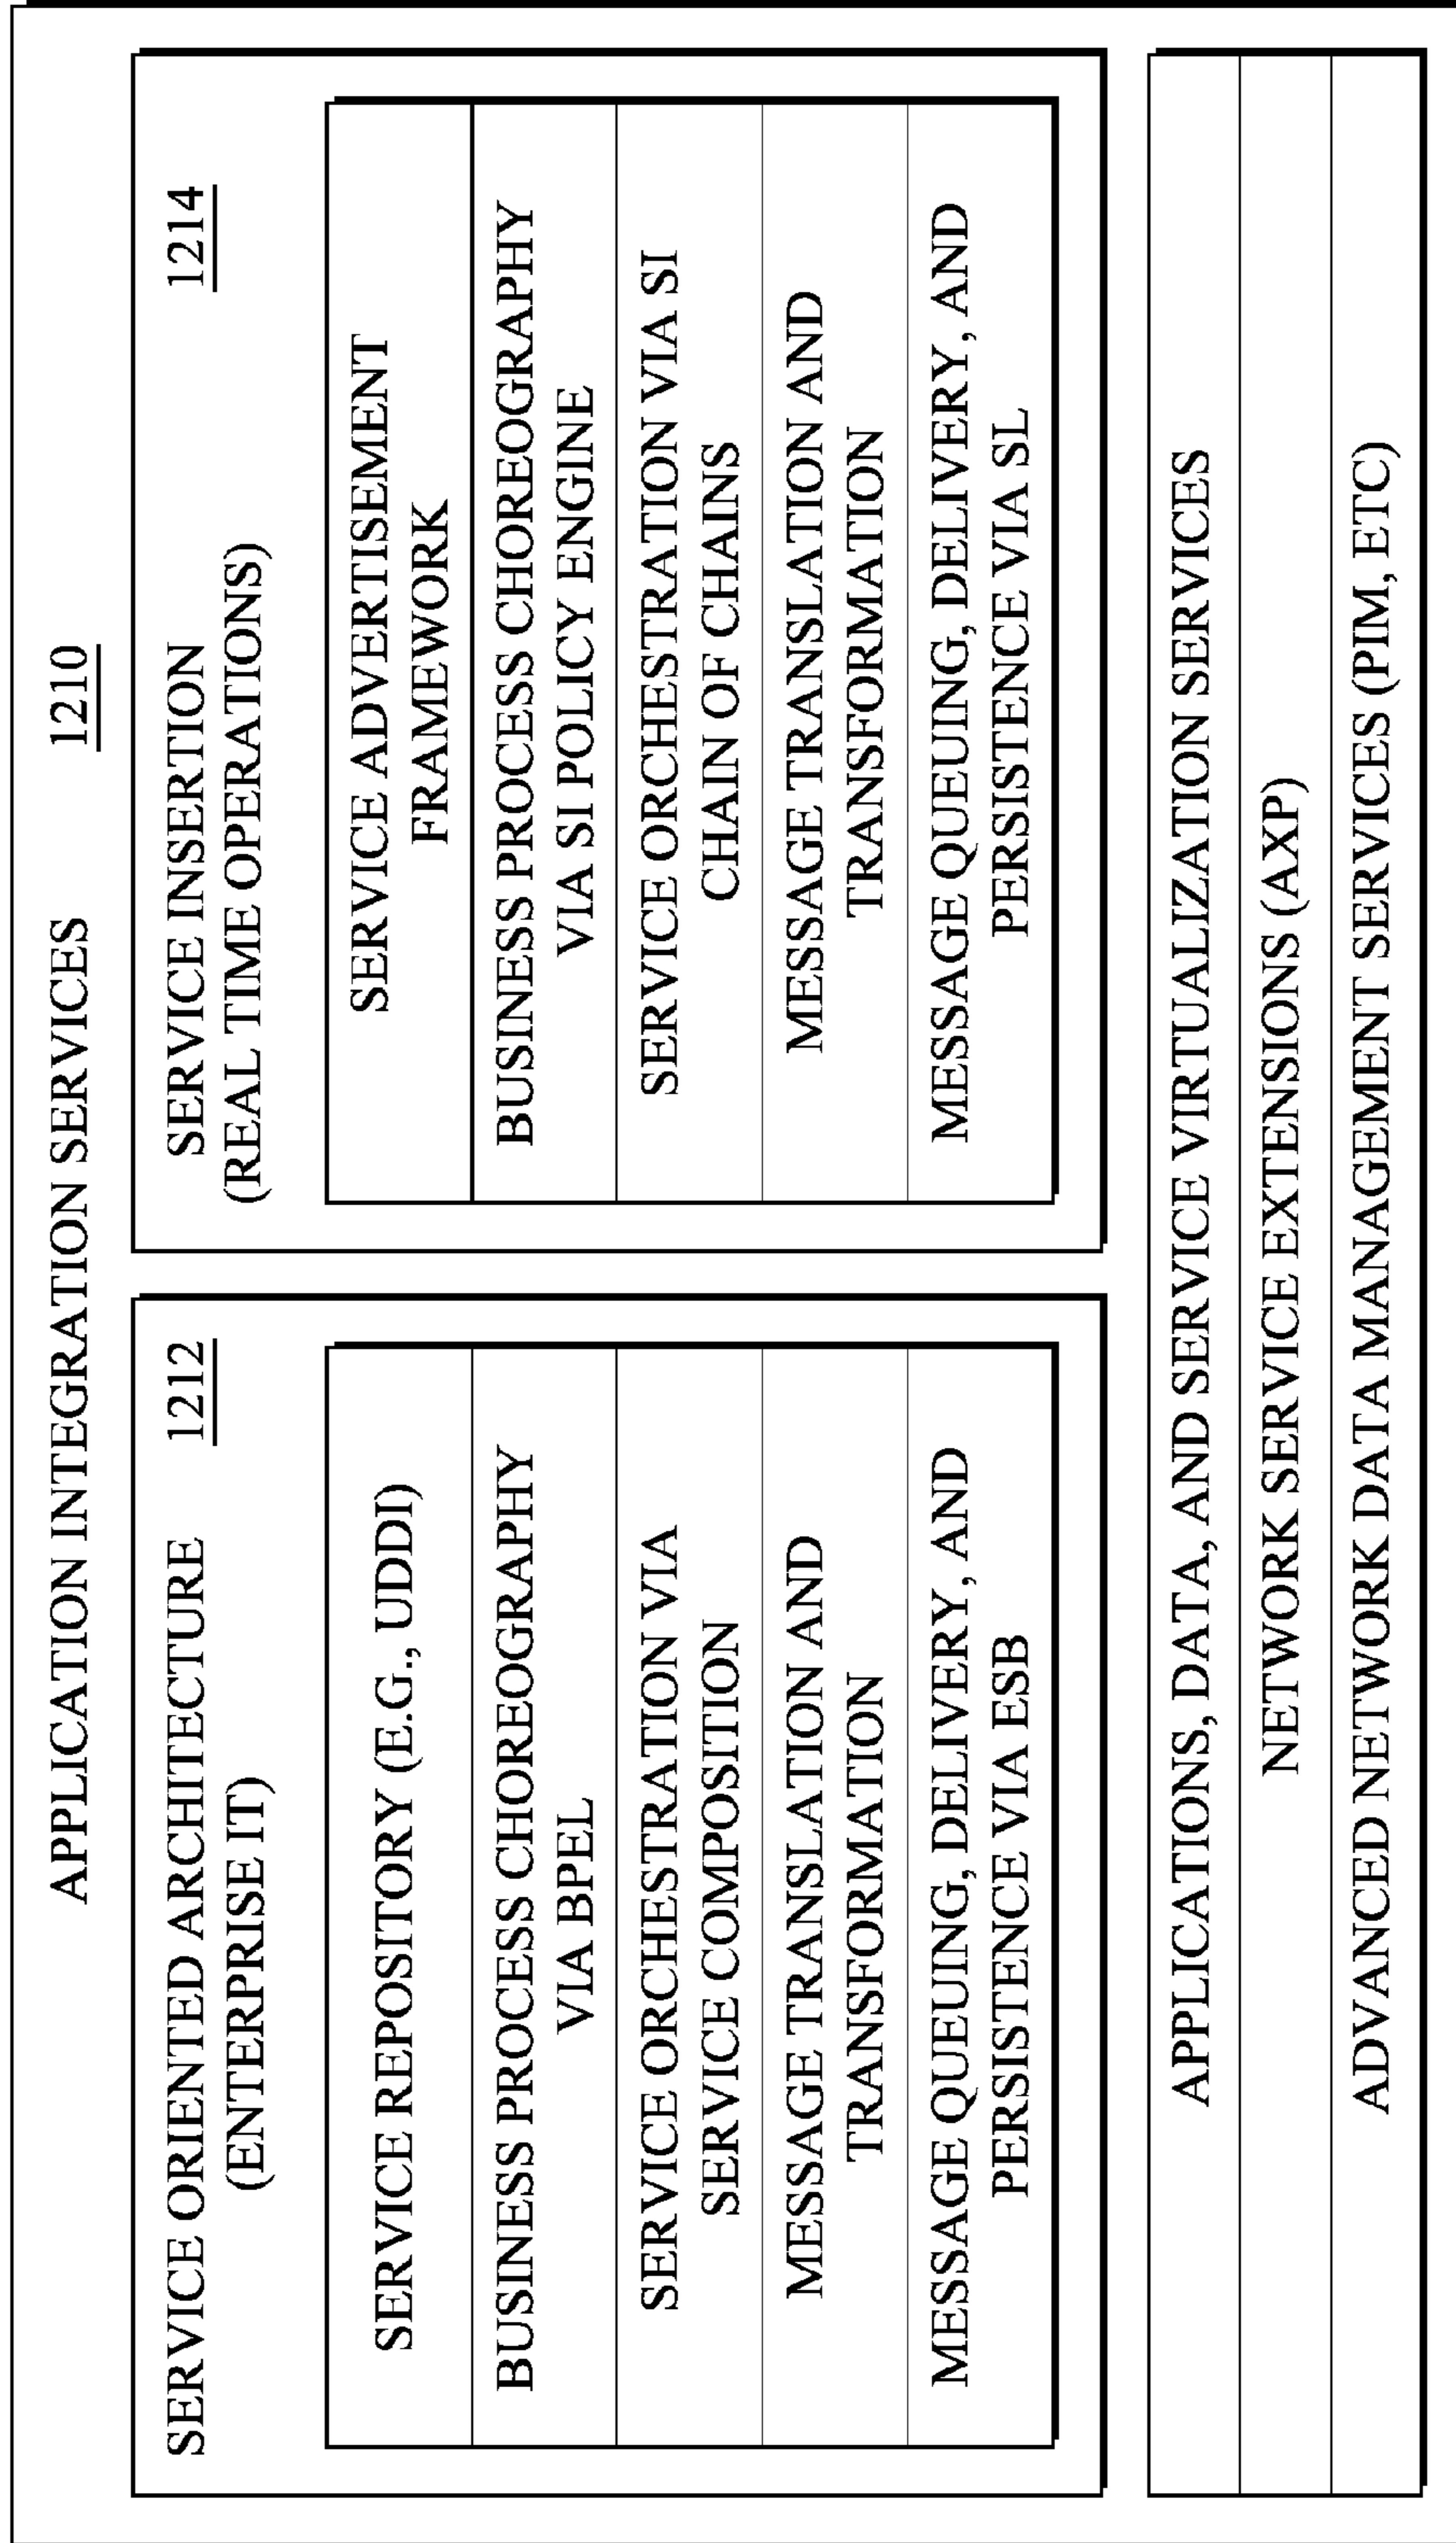 APPLICATION INTEGRATION SERVICES 1210
SERVICE ORIENTED ARCHITECTURE 1212
(ENTERPRISE IT)
SERVICE REPOSITORY (E.G., UDDI)
BUSINESS PROCESS CHOREOGRAPHY
VIA BPEL
SERVICE ORCHESTRATION VIA
SERVICE COMPOSITION
MESSAGE TRANSLATION AND
TRANSFORMATION
MESSAGE QUEUING, DELIVERY, AND
PERSISTENCE VIA ESB
SERVICE INSERTION 1214
(REAL TIME OPERATIONS)
SERVICE ADVERTISEMENT
FRAMEWORK
BUSINESS PROCESS CHOREOGRAPHY
VIA SI POLICY ENGINE
SERVICE ORCHESTRATION VIA SI
CHAIN OF CHAINS
MESSAGE TRANSLATION AND
TRANSFORMATION
MESSAGE QUEUING, DELIVERY, AND
PERSISTENCE VIA SL
APPLICATIONS, DATA, AND SERVICE VIRTUALIZATION SERVICES
NETWORK SERVICE EXTENSIONS (AXP)
ADVANCED NETWORK DATA MANAGEMENT SERVICES (PIM, ETC)